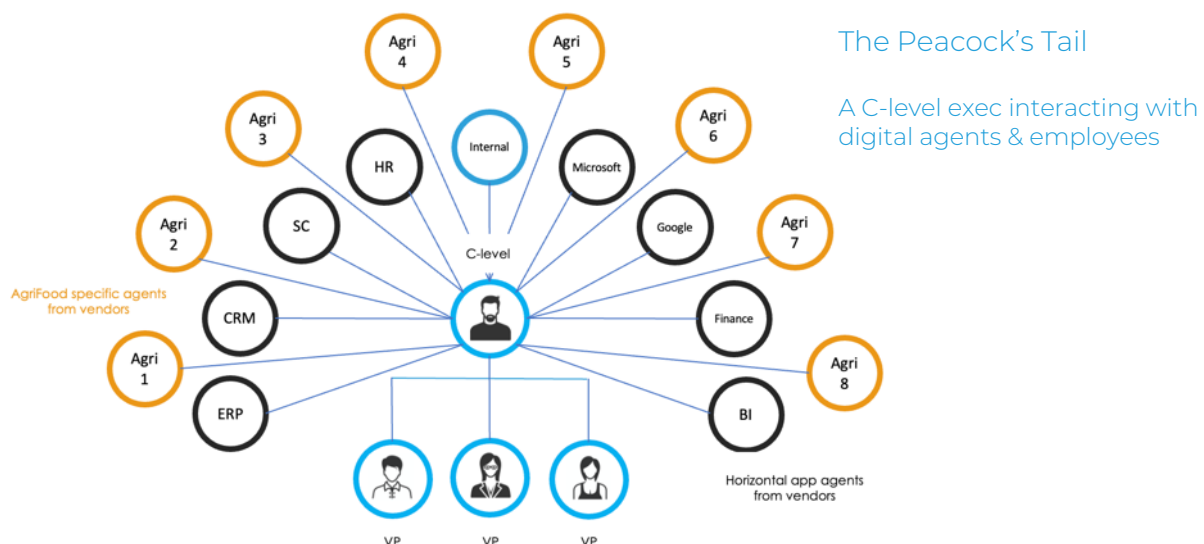 The Peacock's Tail
A C-level exec interacting with
digital agents & employees
Agri
4
Agri
5
Agri
3
Agri
6
HR
Internal
Microsoft
Agri
2
SC
Google
Agri
7
C-level
AgriFood specific agents
from vendors
CRM
Finance
Agri
1
Agri
8
ERP
BI
Horizontal app agents
from vendors
VP
VP
VP